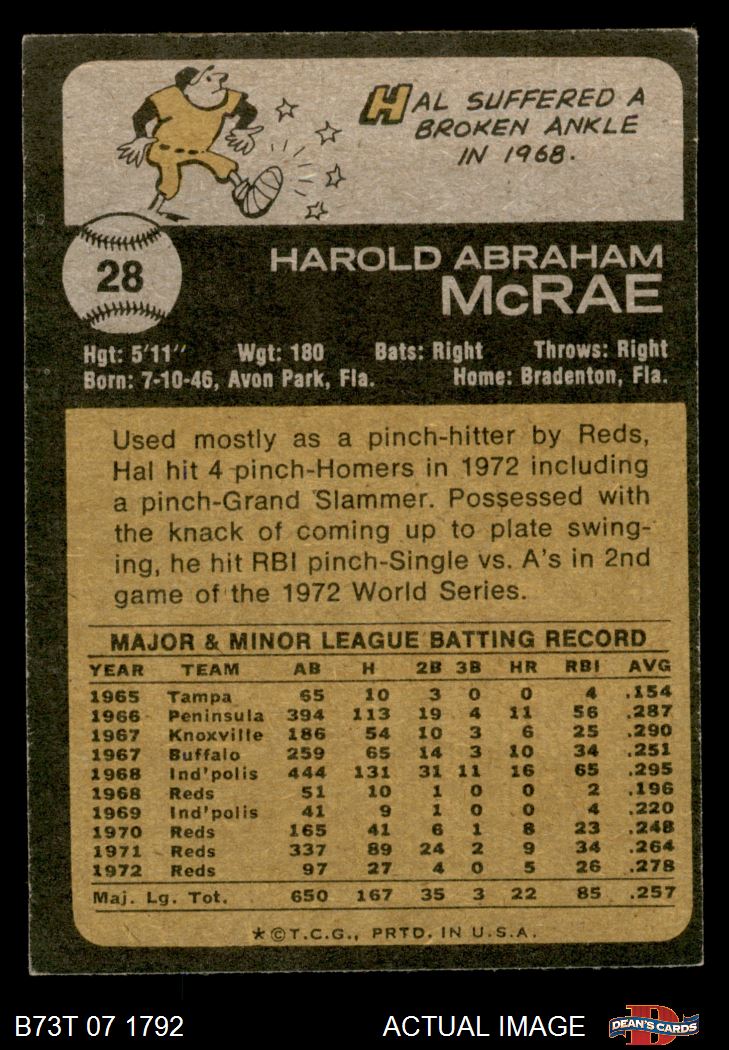 HAL SUFFERED A
BROKEN ANKLE
IN 1968.
28
HAROLD ABRAHAM
McRAE
Hgt: 5'11" Wgt: 180 Bats: Right Throws: Right
Born: 7-10-46, Avon Park, Fla. Home: Bradenton, Fla.
Used mostly as a pinch-hitter by Reds,
Hal hit 4 pinch-Homers in 1972 including
a pinch-Grand Slammer. Possessed with
the knack of coming up to plate swing-
ing, he hit RBI pinch-Single vs. A's in 2nd
game of the 1972 World Series.
MAJOR & MINOR LEAGUE BATTING RECORD
YEAR TEAM AB H 2B 3B HR RBI AVG
1965 Tampa 65 10 3 0 0 4 .154
1966 Peninsula 394 113 19 4 11 56 .287
1967 Knoxville 186 54 10 3 6 25 .290
1967 Buffalo 259 65 14 3 10 34 .251
1968 Ind'polis 444 131 31 11 16 65 .295
1968 Reds 51 10 1 0 0 2 .196
1969 Ind'polis 41 9 1 0 0 4 .220
1970 Reds 165 41 6 1 8 23 .248
1971 Reds 337 89 24 2 9 34 .264
1972 Reds 97 27 4 0 5 26 .278
Maj. Lg. Tot. 650 167 35 3 22 85 .257
*©T.C.G., PRTD. IN U.S.A.
B73T 07 1792 ACTUAL IMAGE DEAN'S CARDS